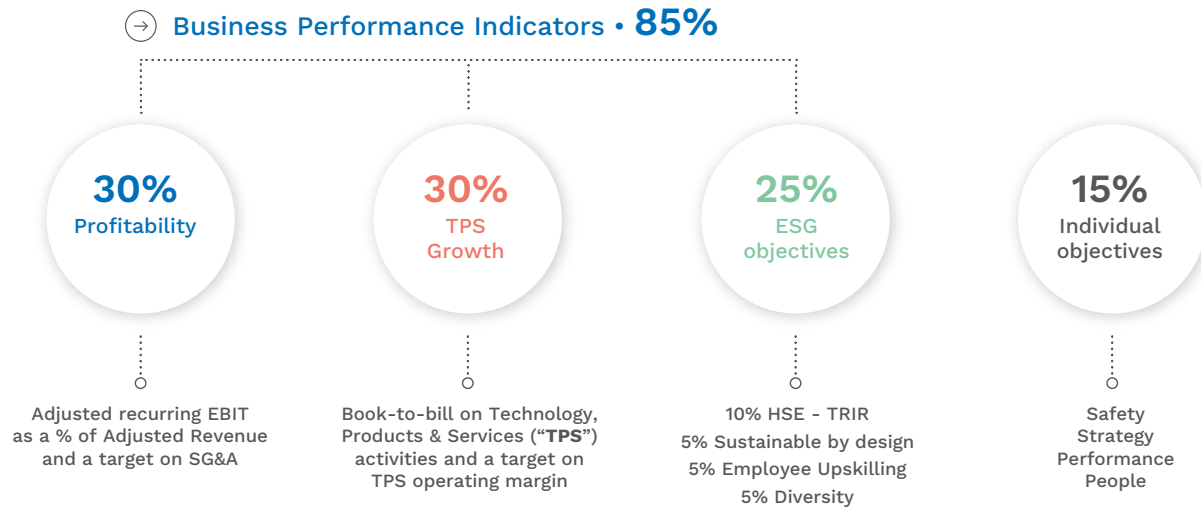 Business Performance Indicators • 85%
30%
Profitability
30%
TPS
Growth
25%
ESG
objectives
15%
Individual
objectives
Adjusted recurring EBIT
as a % of Adjusted Revenue
and a target on SG&A
Book-to-bill on Technology,
Products & Services (“TPS”)
activities and a target on
TPS operating margin
10% HSE - TRIR
5% Sustainable by design
5% Employee Upskilling
5% Diversity
Safety
Strategy
Performance
People